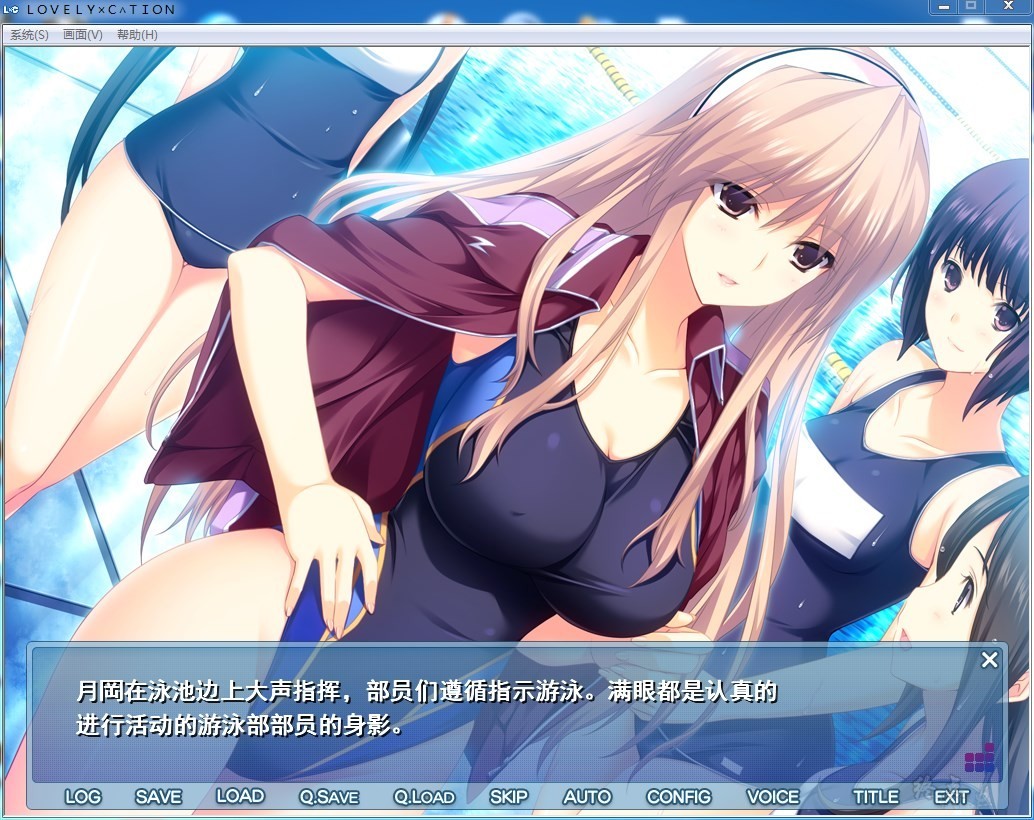 L×C LOVELY×CATION
系统(S) 画面(V) 帮助(H)
月岡在泳池边上大声指挥，部员们遵循指示游泳。满眼都是认真的
进行活动的游泳部部员的身影。
LOG SAVE LOAD Q.SAVE Q.LOAD SKIP AUTO CONFIG VOICE TITLE EXIT